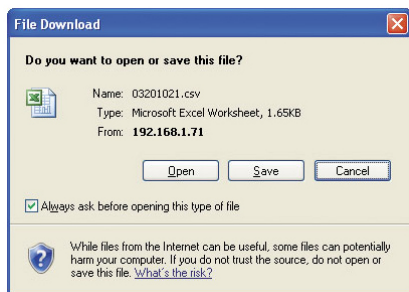 File Download
Do you want to open or save this file?
Name: 03201021.csv
Type: Microsoft Excel Worksheet, 1.65KB
From: 192.168.1.71
Open Save Cancel
Always ask before opening this type of file
While files from the Internet can be useful, some files can potentially
harm your computer. If you do not trust the source, do not open or
save this file. What's the risk?